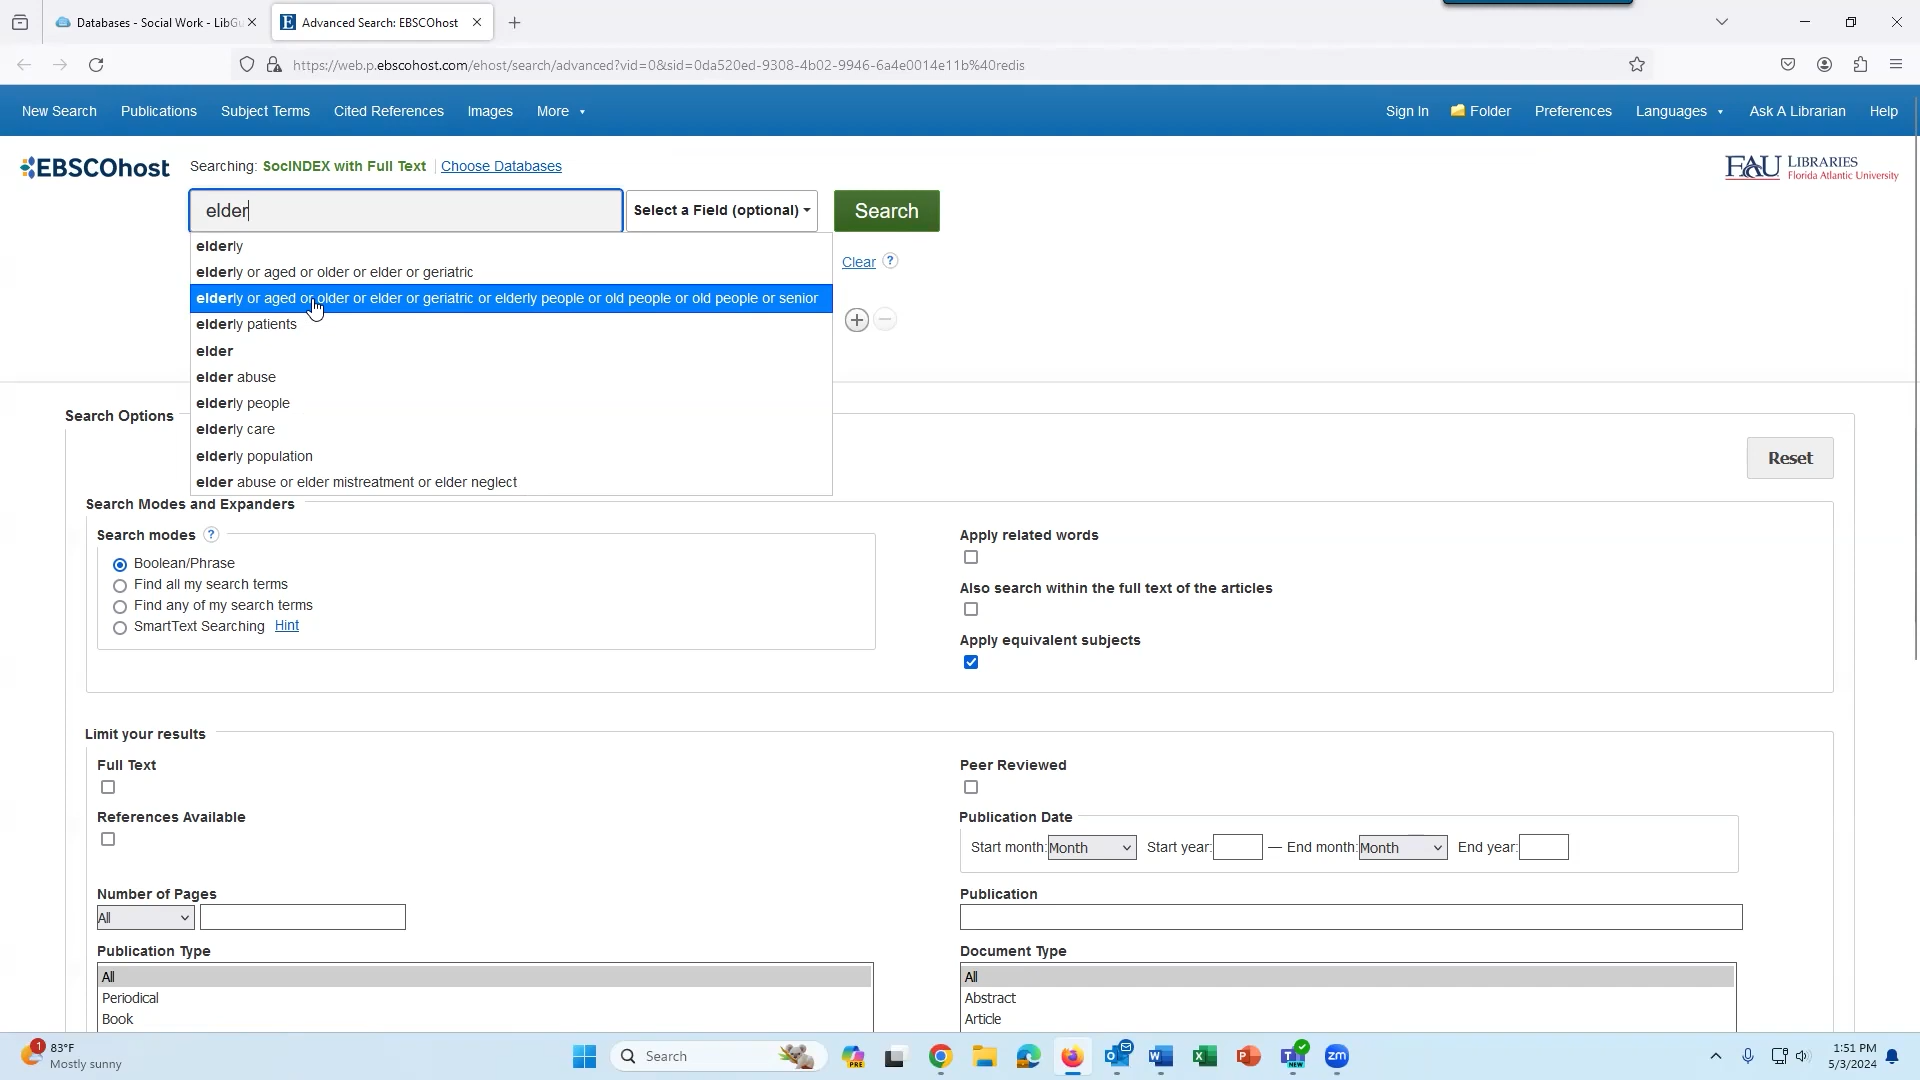 Databases - Social Work - LibGu
Advanced Search: EBSCOhost
https://web.p.ebscohost.com/ehost/search/advanced?vid=0&sid=0da520ed-9308-4b02-9946-6a4e0014e11b%40redis
New Search Publications Subject Terms Cited References Images More Sign In Folder Preferences Languages Ask A Librarian Help
EBSCOhost Searching: SocINDEX with Full Text Choose Databases
FAU LIBRARIES
Florida Atlantic University
elder Select a Field (optional) Search
elderly
Clear ?
elderly or aged or older or elder or geriatric
elderly or aged or older or elder or geriatric or elderly people or old people or old people or senior
elderly patients
elder
elder abuse
elderly people
elderly care
elderly population
elder abuse or elder mistreatment or elder neglect
Search Options
Reset
Search Modes and Expanders
Search modes ?
Boolean/Phrase
Find all my search terms
Find any of my search terms
SmartText Searching Hint
Apply related words
Also search within the full text of the articles
Apply equivalent subjects
Limit your results
Full Text
References Available
Number of Pages
All
Publication Type
All
Periodical
Book
Peer Reviewed
Publication Date
Start month: Month Start year: — End month: Month End year:
Publication
Document Type
All
Abstract
Article
1
83°F
Mostly sunny
Search
PRE
NEW
zm
1:51 PM
5/3/2024